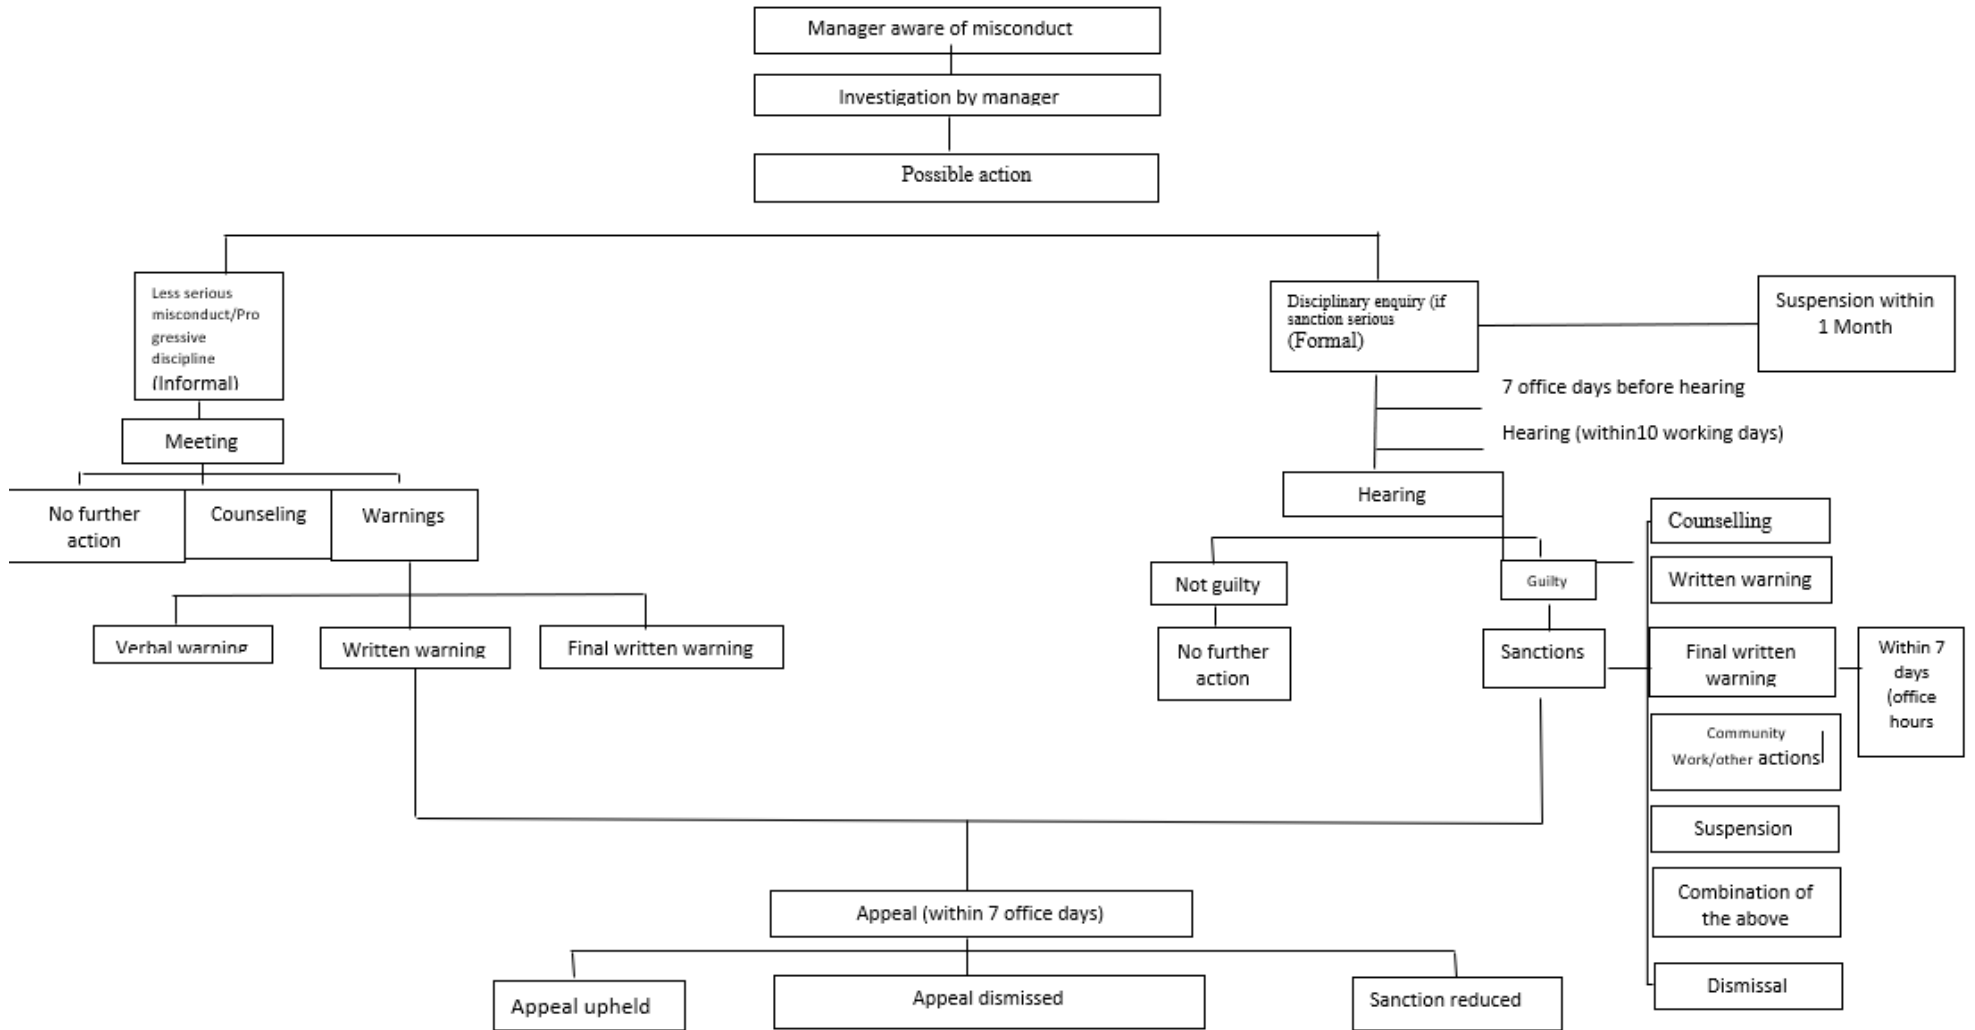 Manager aware of misconduct
Investigation by manager
Possible action
Less serious
misconduct/Pro
gressive
discipline
(Informal)
Disciplinary enquiry (if
sanction serious
(Formal)
Suspension within
1 Month
7 office days before hearing
Hearing (within10 working days)
Meeting
No further
action
Counseling
Warnings
Hearing
Not guilty
Guilty
Counselling
Written warning
Verbal warning
Written warning
Final written warning
No further
action
Sanctions
Final written
warning
Within 7
days
(office
hours
Community
Work/other actions
Suspension
Combination of
the above
Dismissal
Appeal (within 7 office days)
Appeal upheld
Appeal dismissed
Sanction reduced